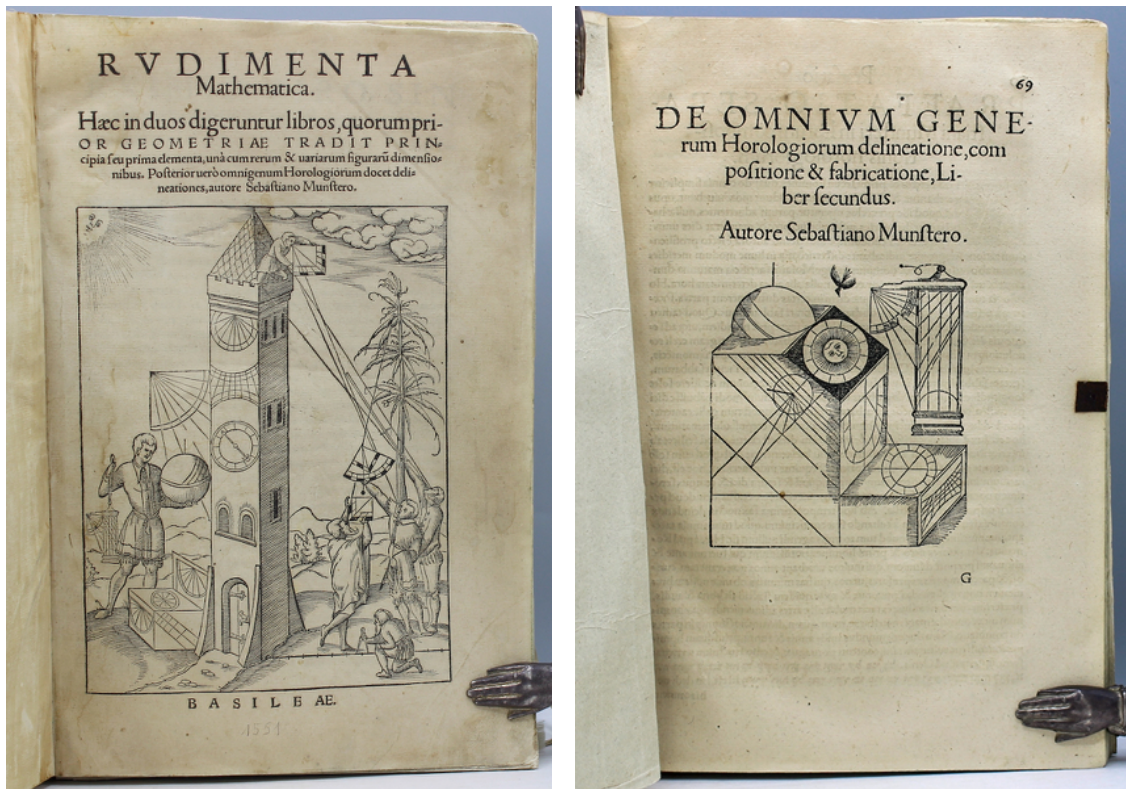 RVDIMENTA
Mathematica.
Hæc in duos digeruntur libros, quorum pri-
OR GEOMETRIAE TRADIT PRIN-
cipia ſeu prima elementa, unà cum rerum & uariarum figurarũ dimenſio-
nibus. Poſterior uerò omnigenum Horologiorum docet deli-
neationes, autore Sebaſtiano Munſtero.
BASILEAE.
1551
69
DE OMNIVM GENE-
rum Horologiorum delineatione, com
poſitione & fabricatione, Li-
ber ſecundus.
Autore Sebaſtiano Munſtero.
G